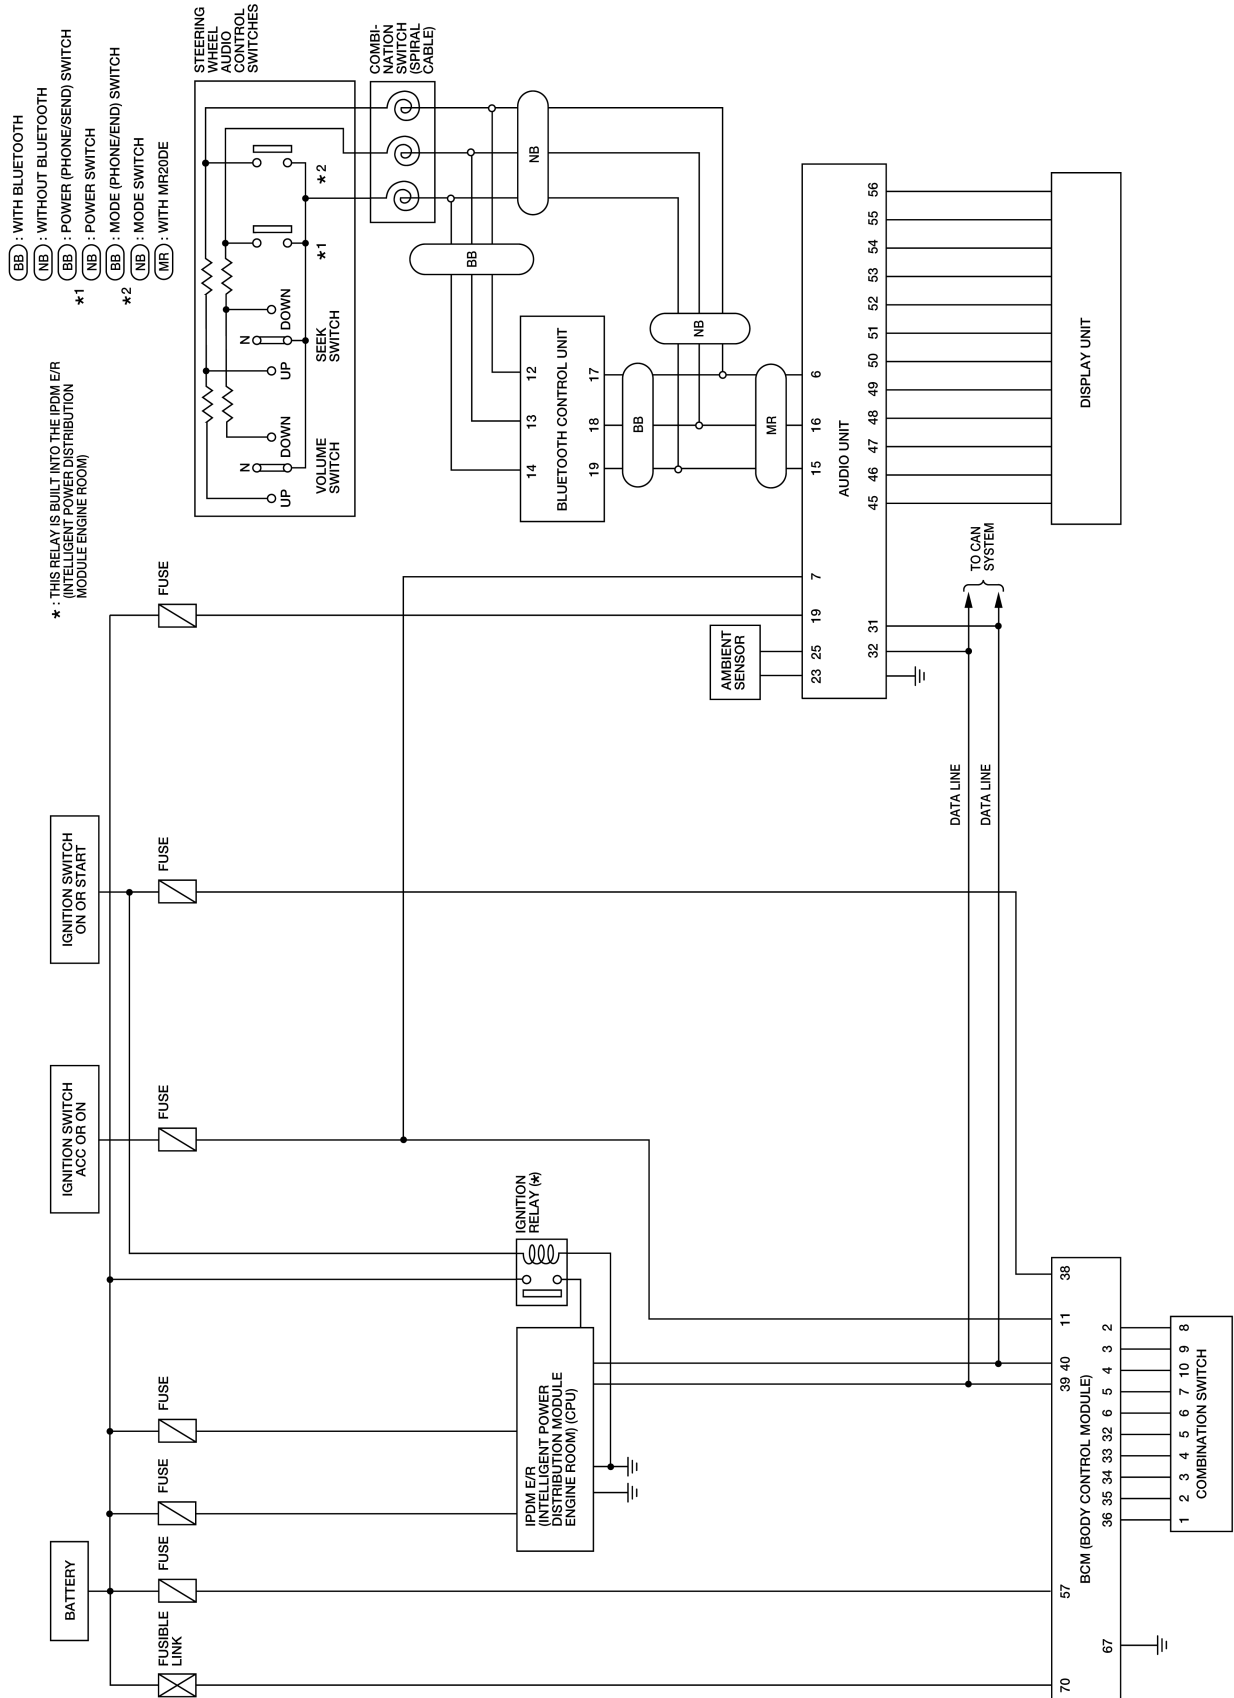 BB : WITH BLUETOOTH
NB : WITHOUT BLUETOOTH
*1
BB : POWER (PHONE/SEND) SWITCH
NB : POWER SWITCH
*2
BB : MODE (PHONE/END) SWITCH
NB : MODE SWITCH
MR : WITH MR20DE
* : THIS RELAY IS BUILT INTO THE IPDM E/R
(INTELLIGENT POWER DISTRIBUTION
MODULE ENGINE ROOM)
BATTERY
IGNITION SWITCH
ACC OR ON
IGNITION SWITCH
ON OR START
FUSIBLE
LINK
FUSE
FUSE
FUSE
FUSE
FUSE
FUSE
STEERING
WHEEL
AUDIO
CONTROL
SWITCHES
UP
N
DOWN
VOLUME
SWITCH
UP
N
DOWN
SEEK
SWITCH
*1
*2
COMBI-
NATION
SWITCH
(SPIRAL
CABLE)
BB
NB
IGNITION
RELAY (*)
IPDM E/R
(INTELLIGENT POWER
DISTRIBUTION MODULE
ENGINE ROOM) (CPU)
14
13
12
BLUETOOTH CONTROL UNIT
19
18
17
BB
NB
MR
AMBIENT
SENSOR
23
25
19
7
15
16
6
AUDIO UNIT
32
31
45
46
47
48
49
50
51
52
53
54
55
56
DATA LINE
DATA LINE
TO CAN
SYSTEM
DISPLAY UNIT
70
57
39
40
11
38
BCM (BODY CONTROL MODULE)
67
36
35
34
33
32
6
5
4
3
2
1
2
3
4
5
6
7
10
9
8
COMBINATION SWITCH